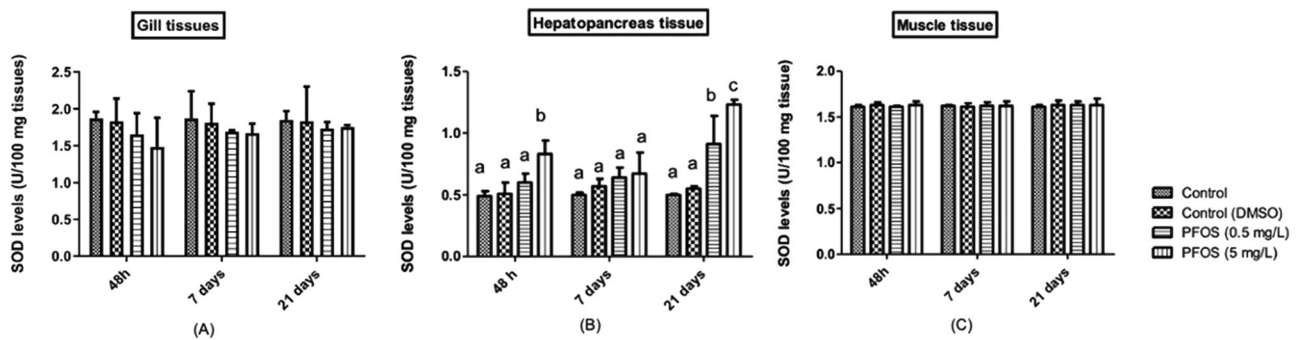 Gill tissues
SOD levels (U/100 mg tissues)
2.5
2.0
1.5
1.0
0.5
0.0
48h
7 days
21 days
(A)
Hepatopancreas tissue
SOD levels (U/100 mg tissues)
1.5
1.0
0.5
0.0
a a a b
a a a a
a a b c
48 h
7 days
21 days
(B)
Muscle tissue
SOD levels (U/100 mg tissue)
2.0
1.5
1.0
0.5
0.0
48h
7 days
21 days
(C)
Control
Control (DMSO)
PFOS (0.5 mg/L)
PFOS (5 mg/L)